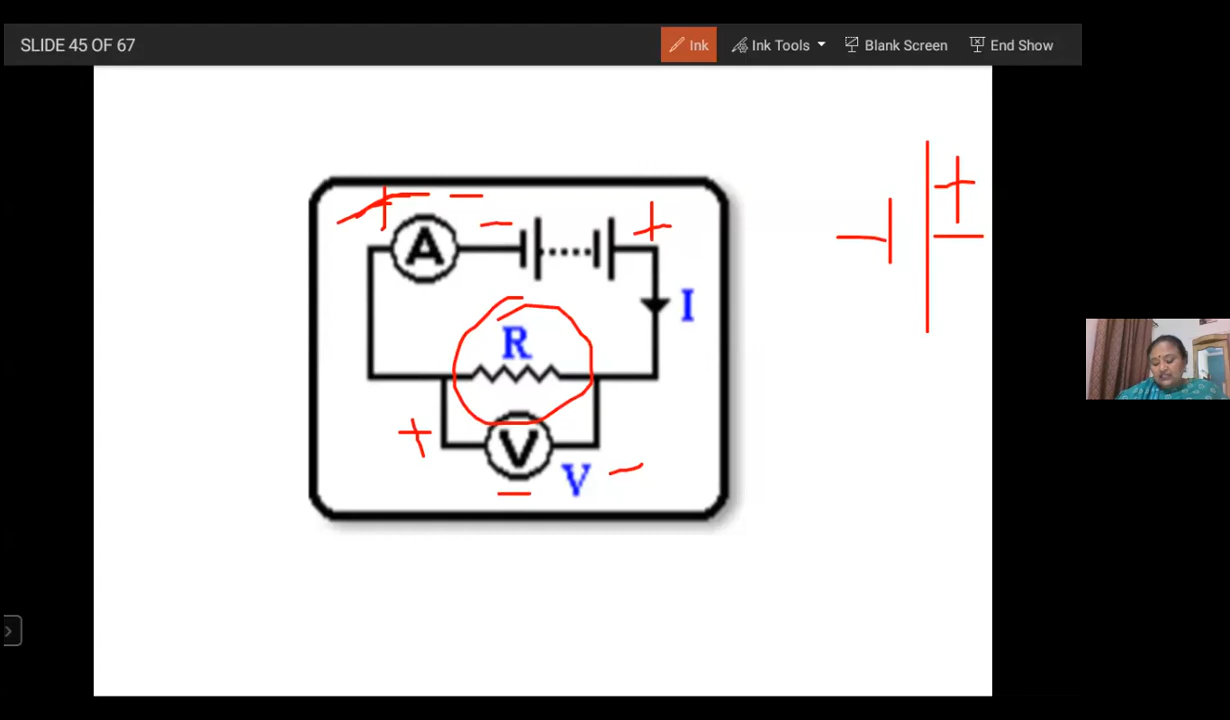 SLIDE 45 OF 67
Ink
Ink Tools
Blank Screen
End Show
+ −
− +
A
I
R
+
V
V −
−
− +